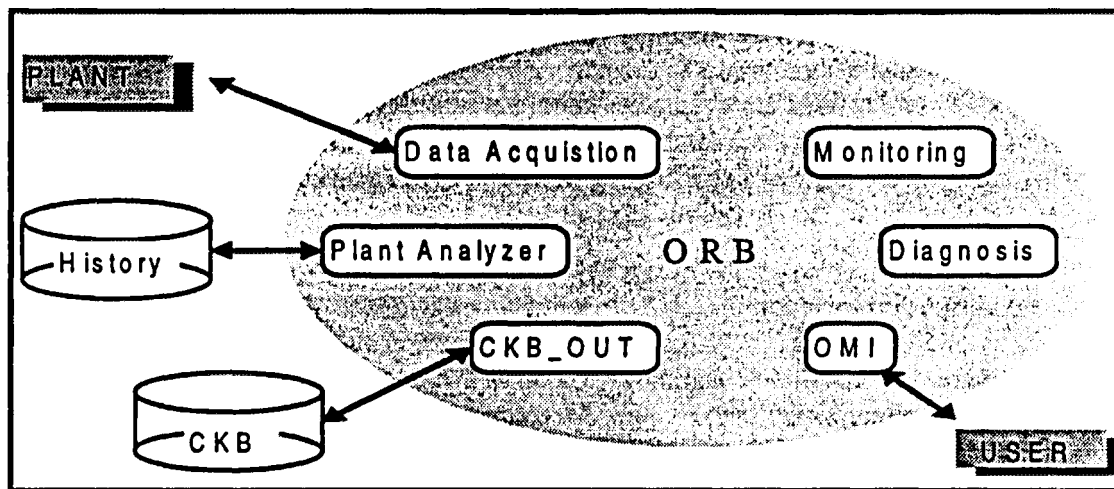 PLANT
Data Acquistion
Monitoring
History
Plant Analyzer
ORB
Diagnosis
CKB_OUT
OMI
CKB
USER